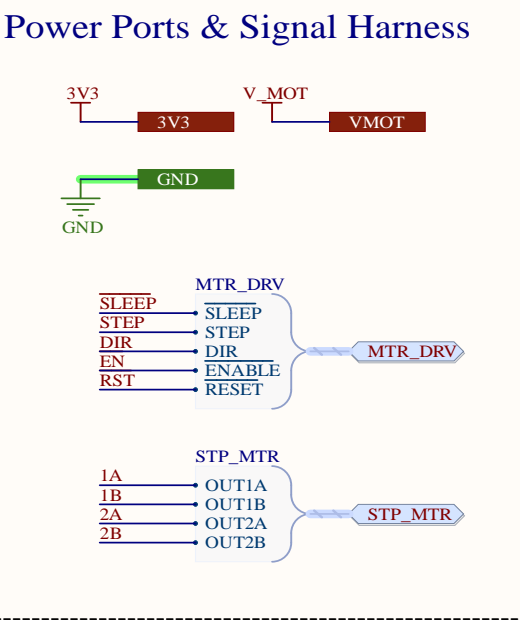 Power Ports & Signal Harness
3V3
V_MOT
3V3
VMOT
GND
GND
MTR_DRV
SLEEP
SLEEP
STEP
STEP
DIR
DIR
MTR_DRV
EN
ENABLE
RST
RESET
STP_MTR
1A
OUT1A
1B
OUT1B
2A
OUT2A
STP_MTR
2B
OUT2B